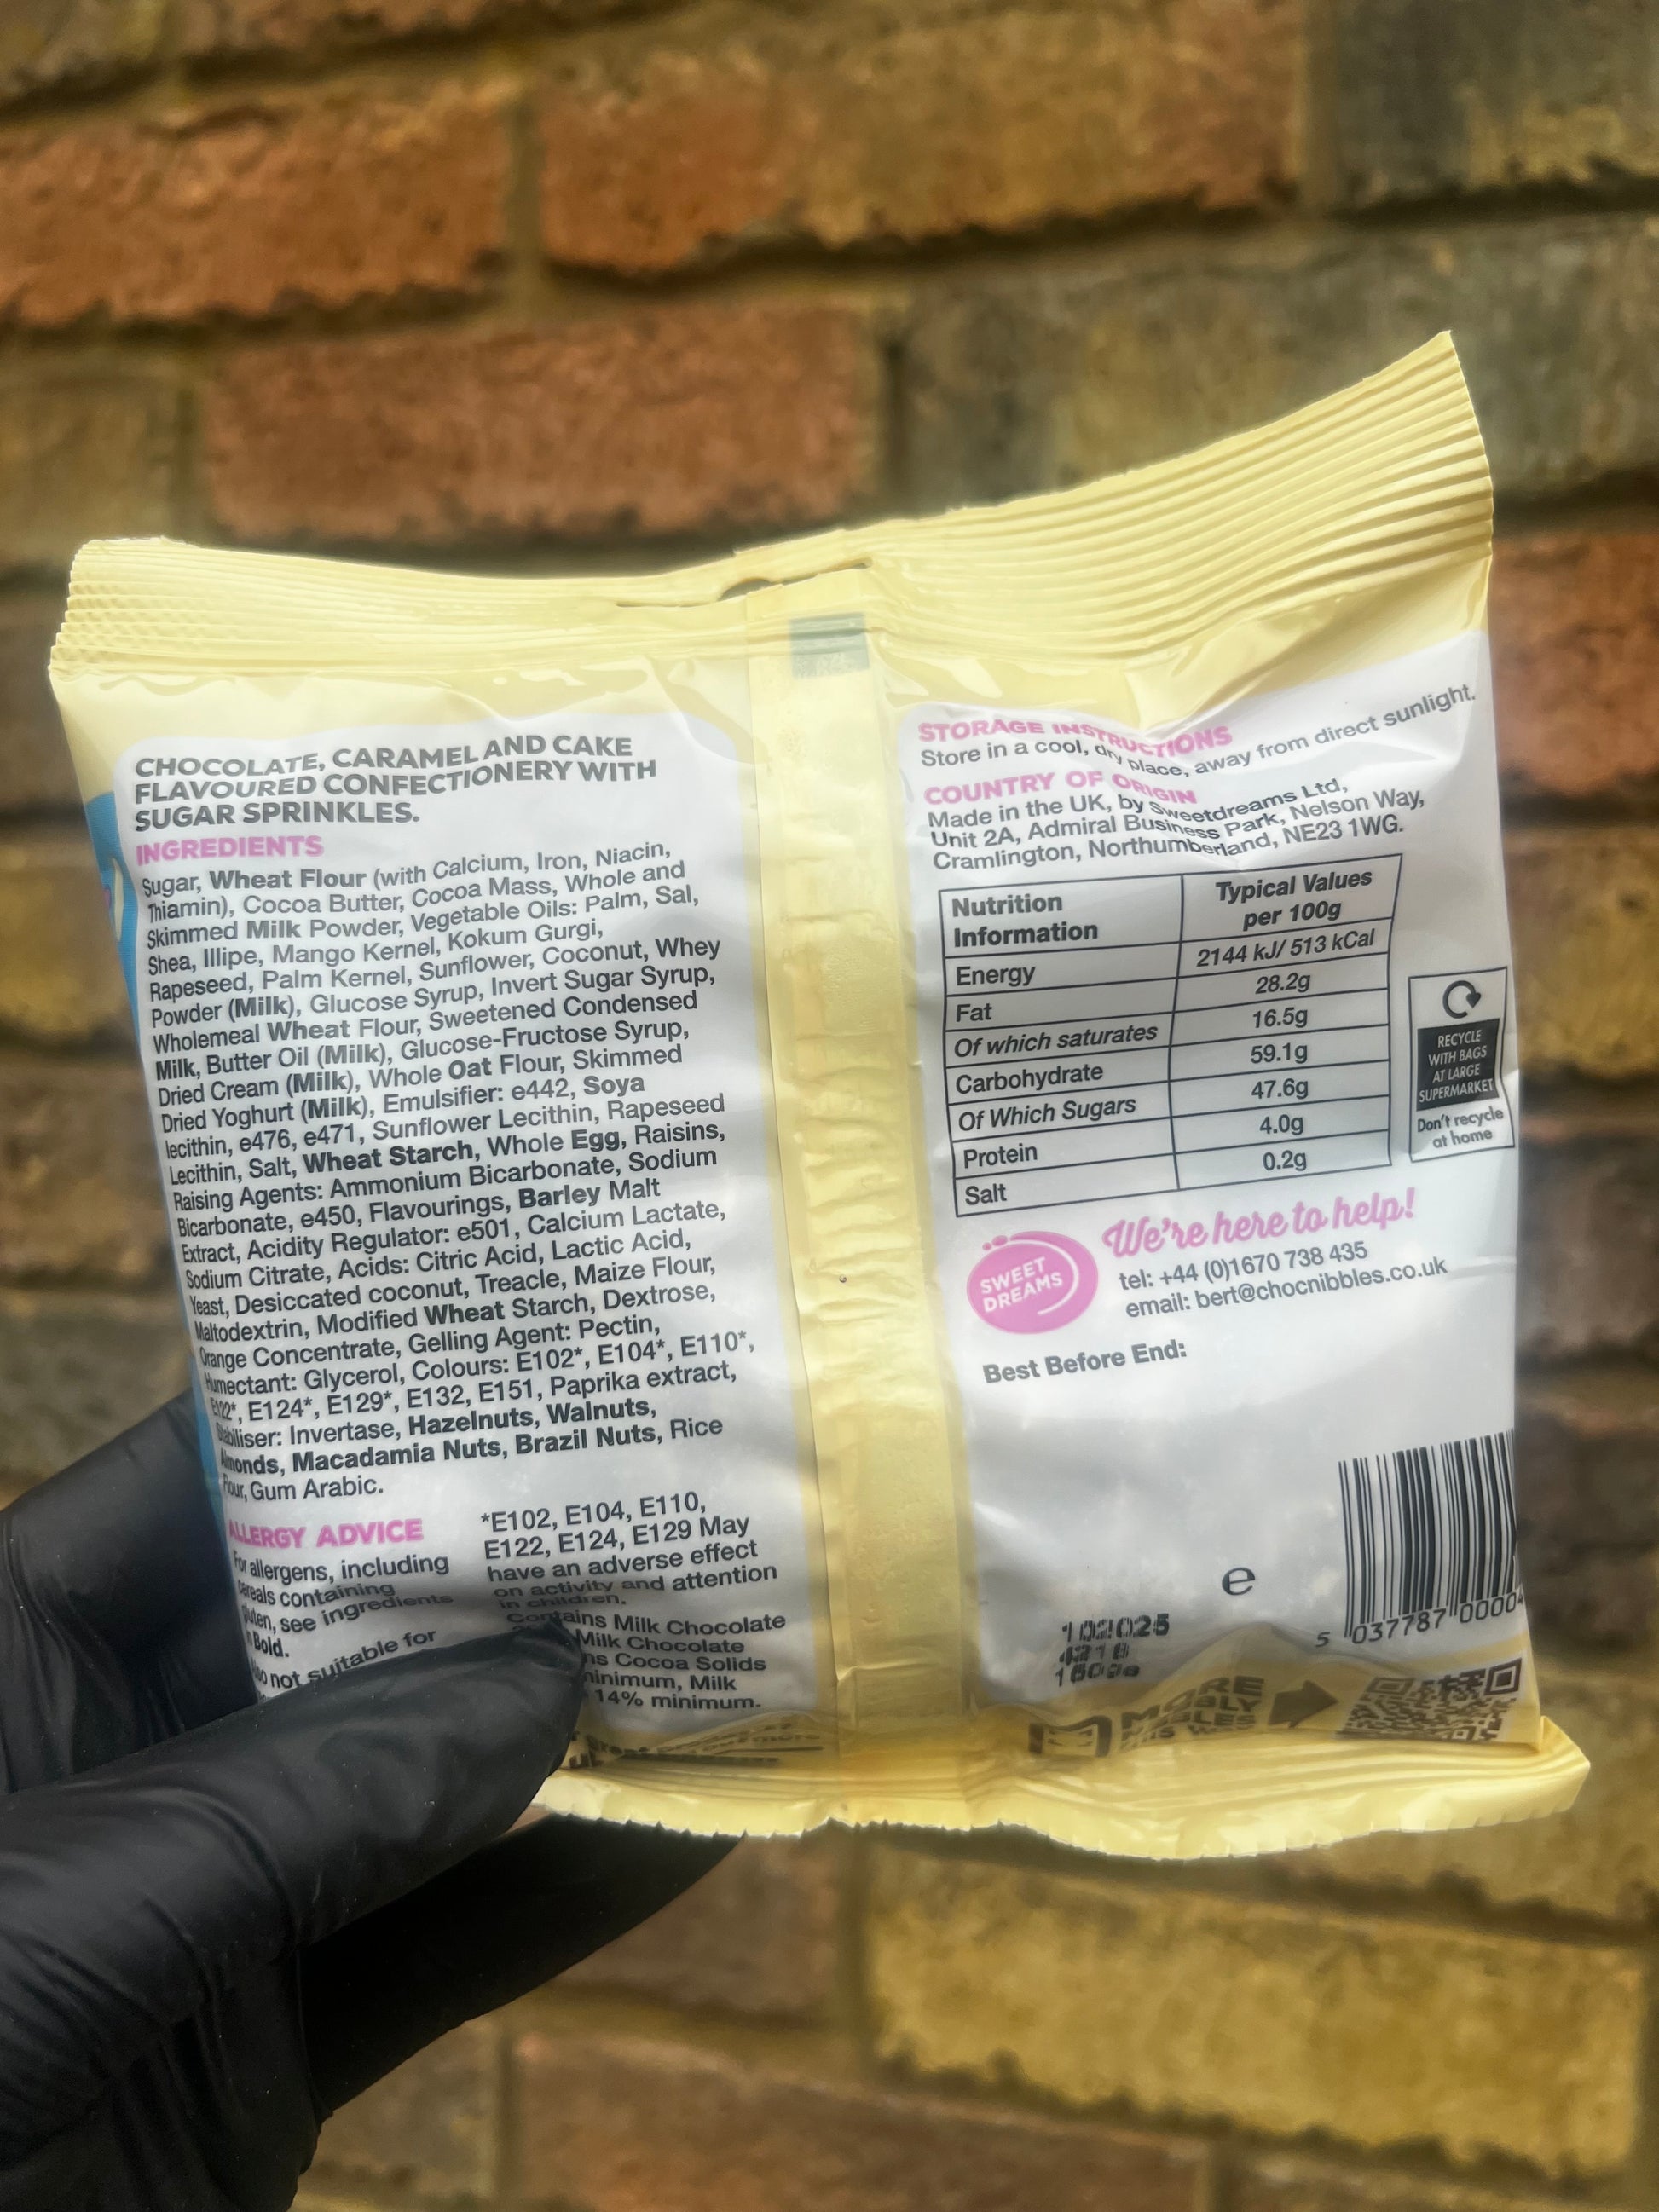 CHOCOLATE, CARAMEL AND CAKE
FLAVOURED CONFECTIONERY WITH
SUGAR SPRINKLES.
INGREDIENTS
Sugar, Wheat Flour (with Calcium, Iron, Niacin,
Thiamin), Cocoa Butter, Cocoa Mass, Whole and
Skimmed Milk Powder, Vegetable Oils: Palm, Sal,
Shea, Illipe, Mango Kernel, Kokum Gurgi,
Rapeseed, Palm Kernel, Sunflower, Coconut, Whey
Powder (Milk), Glucose Syrup, Invert Sugar Syrup,
Wholemeal Wheat Flour, Sweetened Condensed
Milk, Butter Oil (Milk), Glucose-Fructose Syrup,
Dried Cream (Milk), Whole Oat Flour, Skimmed
Dried Yoghurt (Milk), Emulsifier: e442, Soya
lecithin, e476, e471, Sunflower Lecithin, Rapeseed
Lecithin, Salt, Wheat Starch, Whole Egg, Raisins,
Raising Agents: Ammonium Bicarbonate, Sodium
Bicarbonate, e450, Flavourings, Barley Malt
Extract, Acidity Regulator: e501, Calcium Lactate,
Sodium Citrate, Acids: Citric Acid, Lactic Acid,
Yeast, Desiccated coconut, Treacle, Maize Flour,
Maltodextrin, Modified Wheat Starch, Dextrose,
Orange Concentrate, Gelling Agent: Pectin,
Humectant: Glycerol, Colours: E102*, E104*, E110*,
E122*, E124*, E129*, E132, E151, Paprika extract,
Stabiliser: Invertase, Hazelnuts, Walnuts,
Almonds, Macadamia Nuts, Brazil Nuts, Rice
Flour, Gum Arabic.
ALLERGY ADVICE
For allergens, including
cereals containing
gluten, see ingredients
in Bold.
not suitable for
*E102, E104, E110,
E122, E124, E129 May
have an adverse effect
on activity and attention
in children.
Contains Milk Chocolate
Milk Chocolate
Cocoa Solids
minimum, Milk
14% minimum.
STORAGE INSTRUCTIONS
Store in a cool, dry place, away from direct sunlight.
COUNTRY OF ORIGIN
Made in the UK, by Sweetdreams Ltd,
Unit 2A, Admiral Business Park, Nelson Way,
Cramlington, Northumberland, NE23 1WG.
Nutrition Information Typical Values per 100g
Energy 2144 kJ/ 513 kCal
Fat 28.2g
Of which saturates 16.5g
Carbohydrate 59.1g
Of Which Sugars 47.6g
Protein 4.0g
Salt 0.2g
RECYCLE
WITH BAGS
AT LARGE
SUPERMARKET
Don't recycle
at home
SWEET
DREAMS
We're here to help!
tel: +44 (0)1670 738 435
email: bert@chocnibbles.co.uk
Best Before End:
e
102025
5 037787 0000
MORE